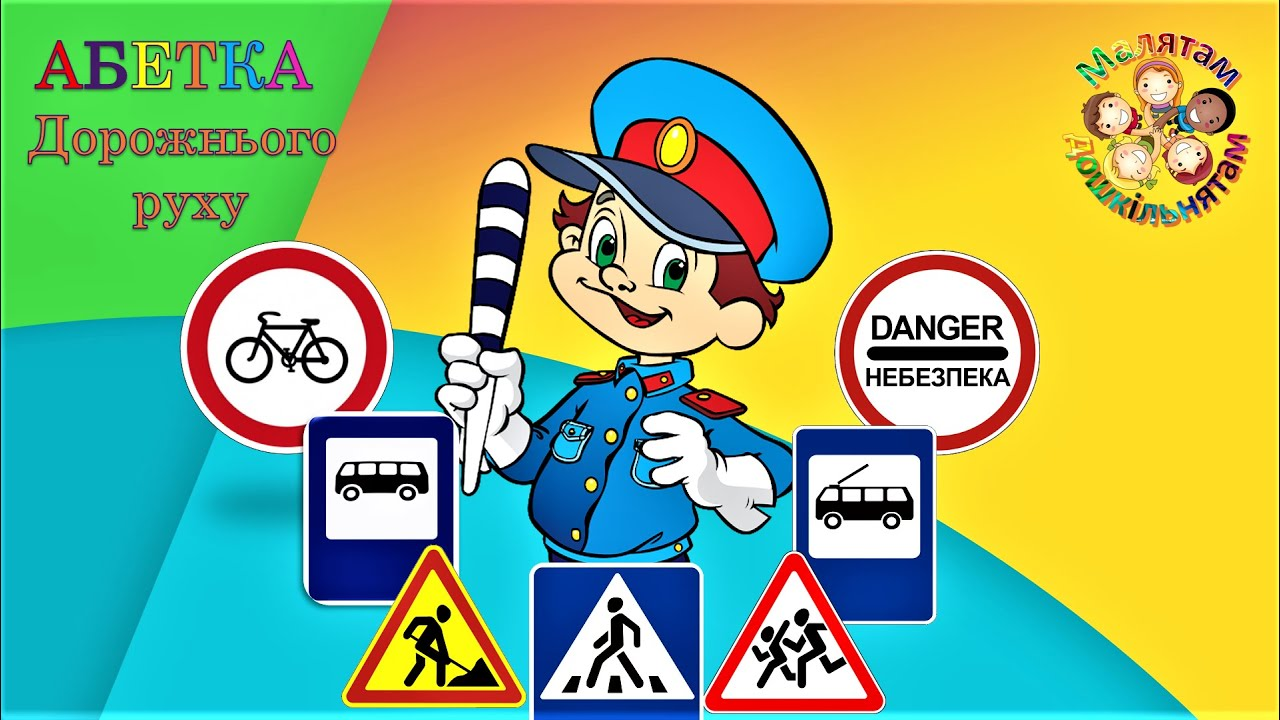 АБЕТКА
Дорожнього
руху
Малятам
Дошкільнятам
DANGER
НЕБЕЗПЕКА